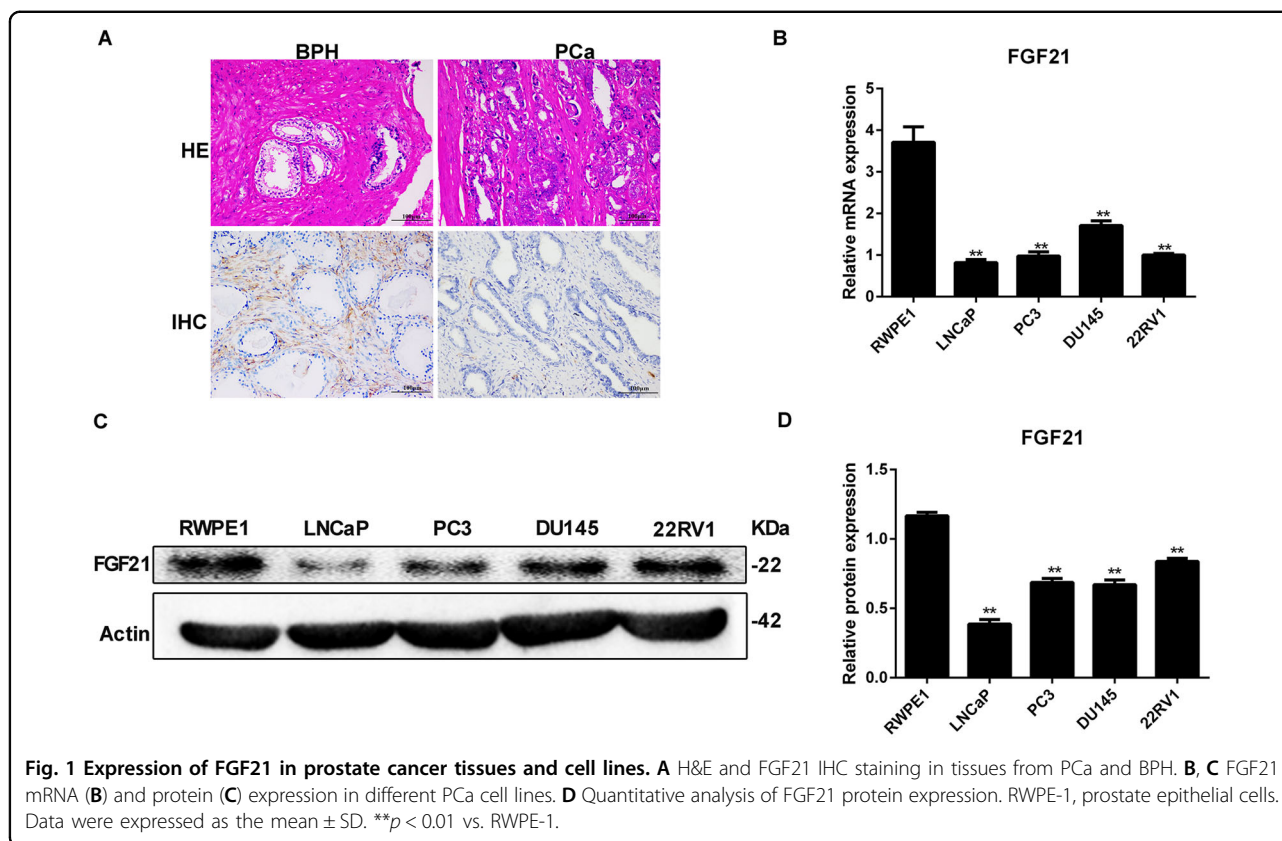 A
BPH
PCa
HE
100μm
100μm
IHC
100μm
100μm
B
FGF21
Relative mRNA expression
5
4
3
2
1
0
**
**
**
**
RWPE1
LNCaP
PC3
DU145
22RV1
C
RWPE1 LNCaP PC3 DU145 22RV1 KDa
FGF21 -22
Actin -42
D
FGF21
Relative protein expression
1.5
1.0
0.5
0.0
**
**
**
**
RWPE1
LNCaP
PC3
DU145
22RV1
Fig. 1 Expression of FGF21 in prostate cancer tissues and cell lines. A H&E and FGF21 IHC staining in tissues from PCa and BPH. B, C FGF21
mRNA (B) and protein (C) expression in different PCa cell lines. D Quantitative analysis of FGF21 protein expression. RWPE-1, prostate epithelial cells.
Data were expressed as the mean ± SD. **p < 0.01 vs. RWPE-1.